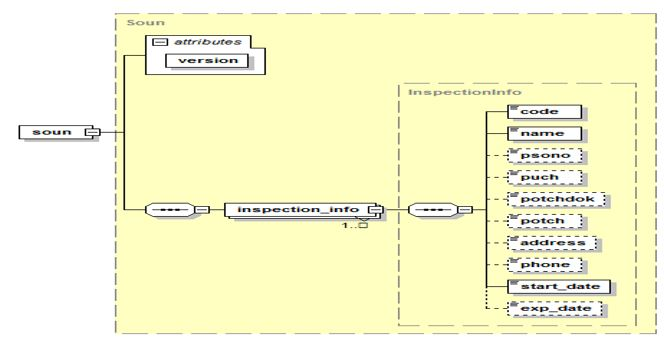 Soun
attributes
version
InspectionInfo
code
name
soun
psono
puch
potchdok
inspection_info
potch
1..
address
phone
start_date
exp_date